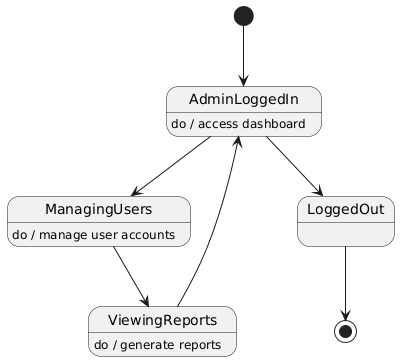 AdminLoggedIn
do / access dashboard
ManagingUsers
do / manage user accounts
LoggedOut
ViewingReports
do / generate reports